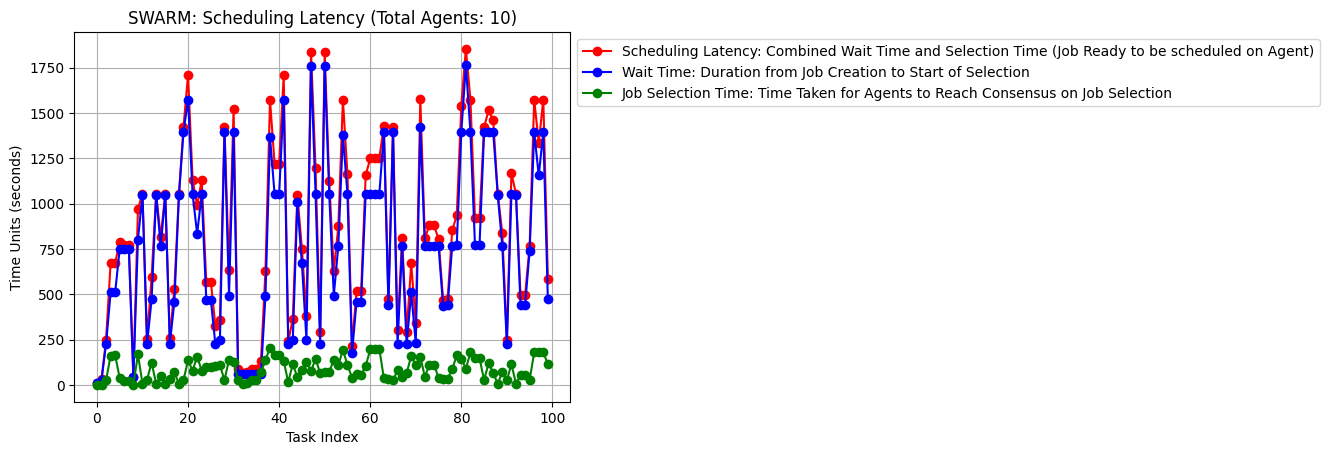 SWARM: Scheduling Latency (Total Agents: 10)
Scheduling Latency: Combined Wait Time and Selection Time (Job Ready to be scheduled on Agent)
Wait Time: Duration from Job Creation to Start of Selection
Job Selection Time: Time Taken for Agents to Reach Consensus on Job Selection
Time Units (seconds)
1750
1500
1250
1000
750
500
250
0
0 20 40 60 80 100
Task Index